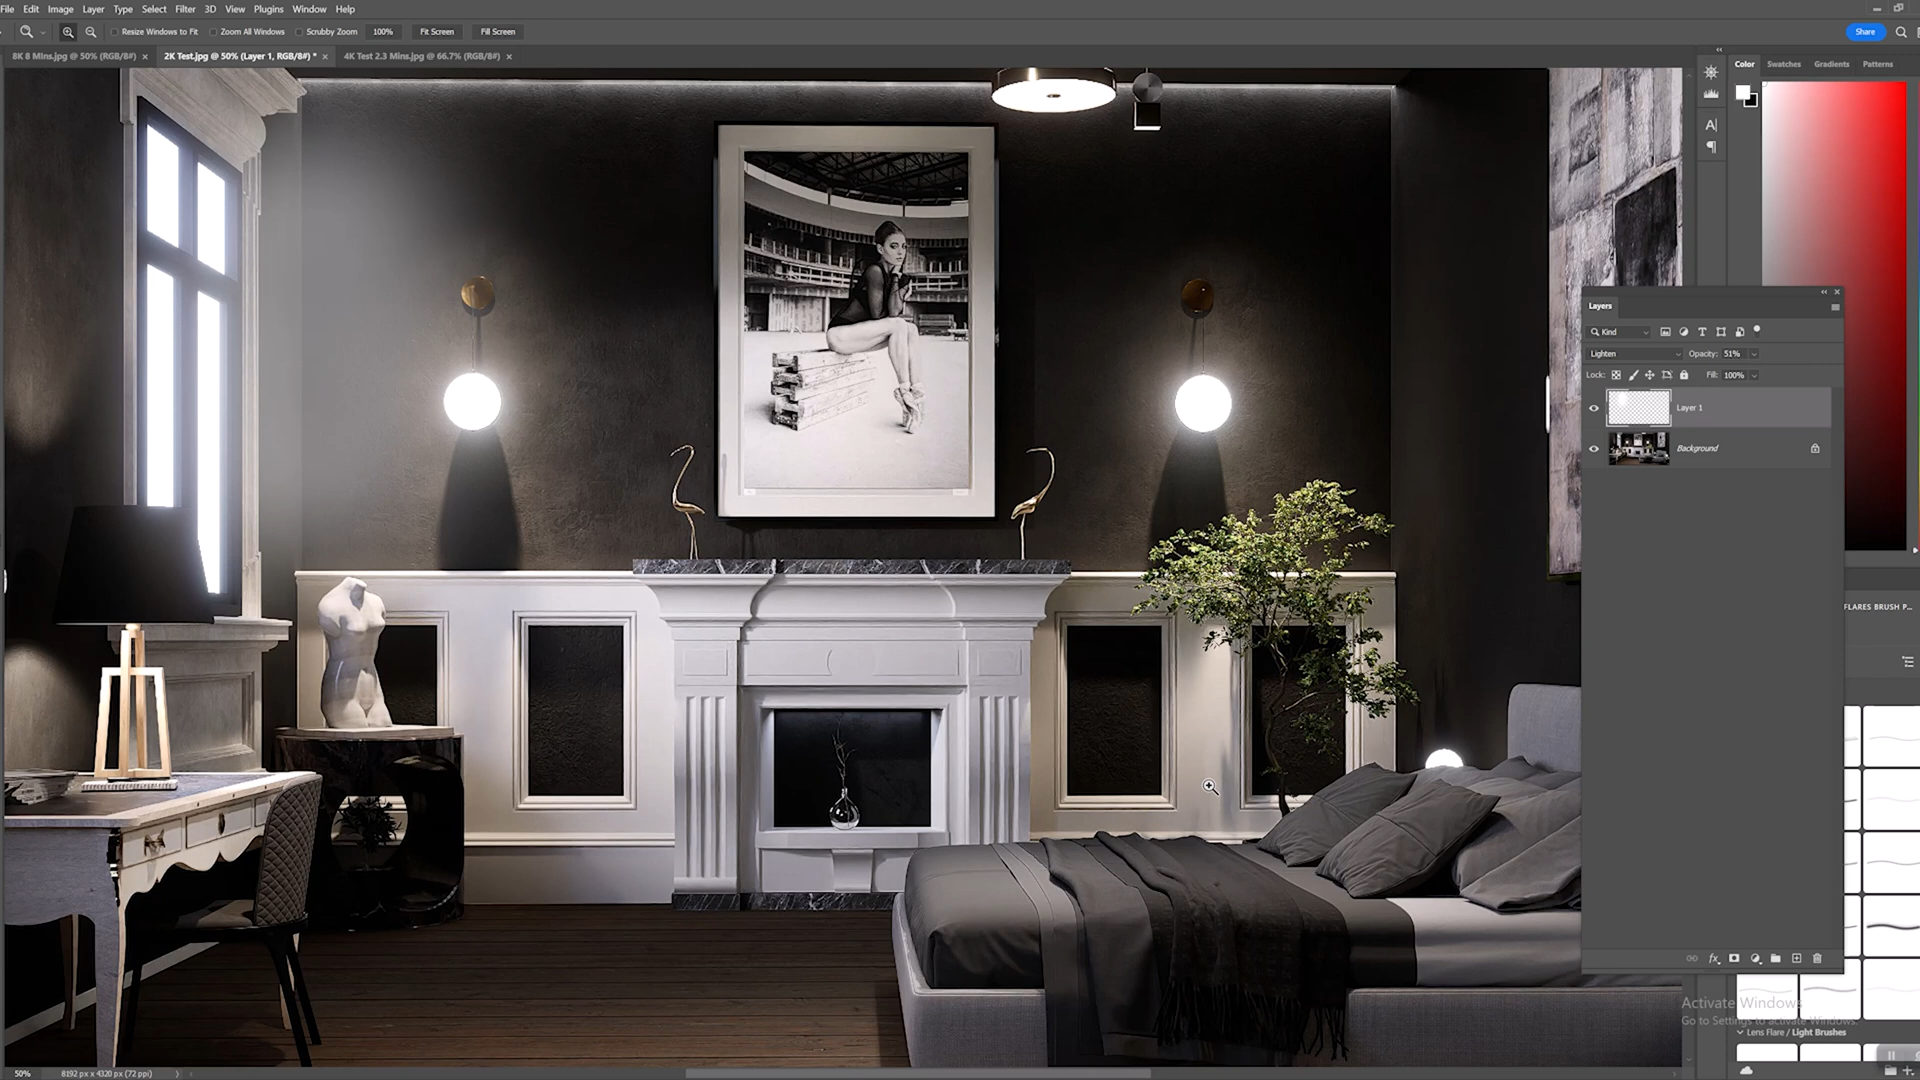 File Edit Image Layer Type Select Filter 3D View Plugins Window Help
Resize Windows to Fit Zoom All Windows Scrubby Zoom 100% Fit Screen Fill Screen Share
8K 8 Mins.jpg @ 50% (RGB/8#) × 2K Test.jpg @ 50% (Layer 1, RGB/8#) * × 4K Test 2.3 Mins.jpg @ 66.7% (RGB/8#) ×
Color Swatches Gradients Patterns
Layers
Kind
Lighten Opacity: 51%
Lock: Fill: 100%
Layer 1
Background
FLARES BRUSH P...
Activate Windows
Go to Settings to activate Windows.
Lens Flare / Light Brushes
50% 8192 px x 4320 px (72 ppi)